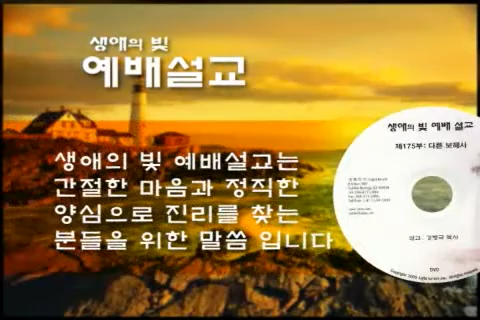 생애의 빛
예배설교
생애의 빛 예배설교는
간절한 마음과 정직한
양심으로 진리를 찾는
분들을 위한 말씀 입니다
생애의 빛 예배 설교
제175부: 다른 보혜사
DVD